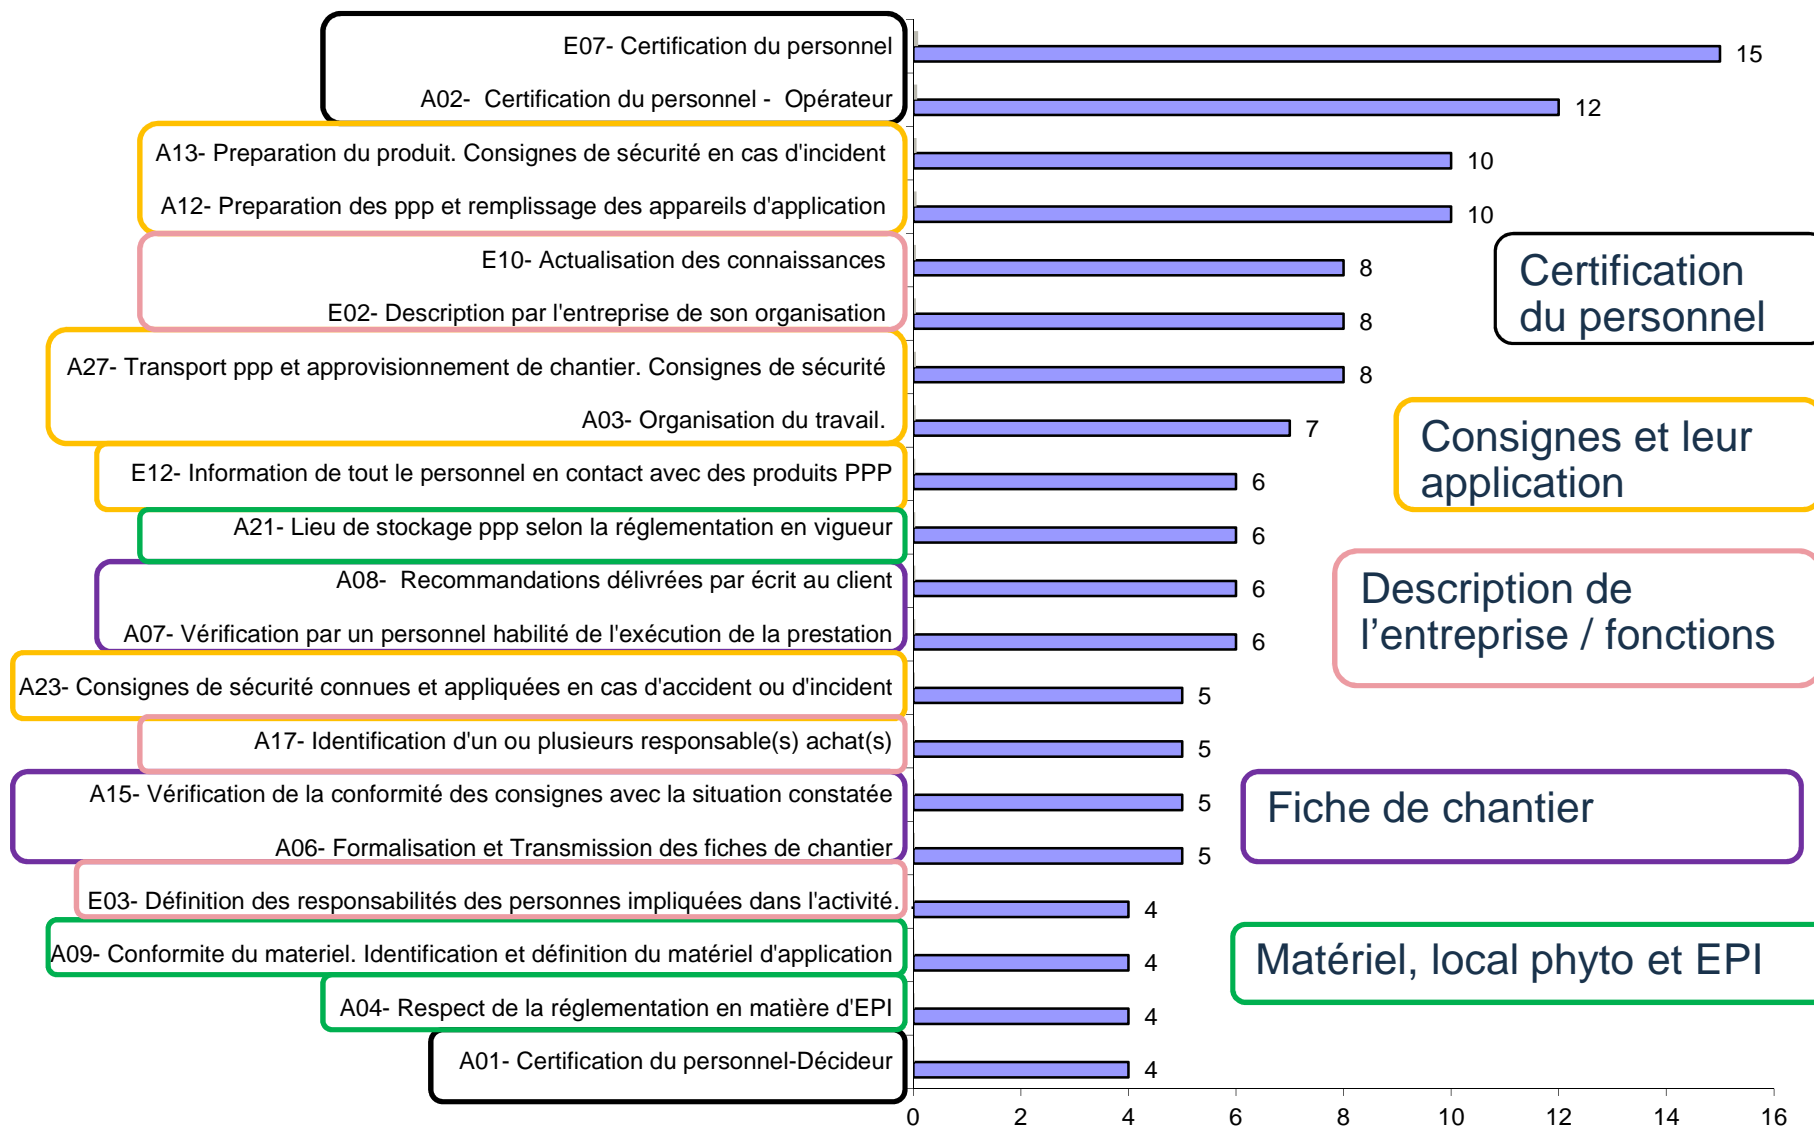 E07- Certification du personnel
15
A02-  Certification du personnel -  Opérateur
12
A13- Preparation du produit. Consignes de sécurité en cas d'incident
10
A12- Preparation des ppp et remplissage des appareils d'application
10
E10- Actualisation des connaissances
8
E02- Description par l'entreprise de son organisation
8
A27- Transport ppp et approvisionnement de chantier. Consignes de sécurité
8
A03- Organisation du travail.
7
E12- Information de tout le personnel en contact avec des produits PPP
6
A21- Lieu de stockage ppp selon la réglementation en vigueur
6
A08-  Recommandations délivrées par écrit au client
6
A07- Vérification par un personnel habilité de l'exécution de la prestation
6
A23- Consignes de sécurité connues et appliquées en cas d'accident ou d'incident
5
A17- Identification d'un ou plusieurs responsable(s) achat(s)
5
A15- Vérification de la conformité des consignes avec la situation constatée
5
A06- Formalisation et Transmission des fiches de chantier
5
E03- Définition des responsabilités des personnes impliquées dans l'activité.
4
A09- Conformite du materiel. Identification et définition du matériel d'application
4
A04- Respect de la réglementation en matière d'EPI
4
A01- Certification du personnel-Décideur
4
0 2 4 6 8 10 12 14 16
Certification
du personnel
Consignes et leur
application
Description de
l’entreprise / fonctions
Fiche de chantier
Matériel, local phyto et EPI